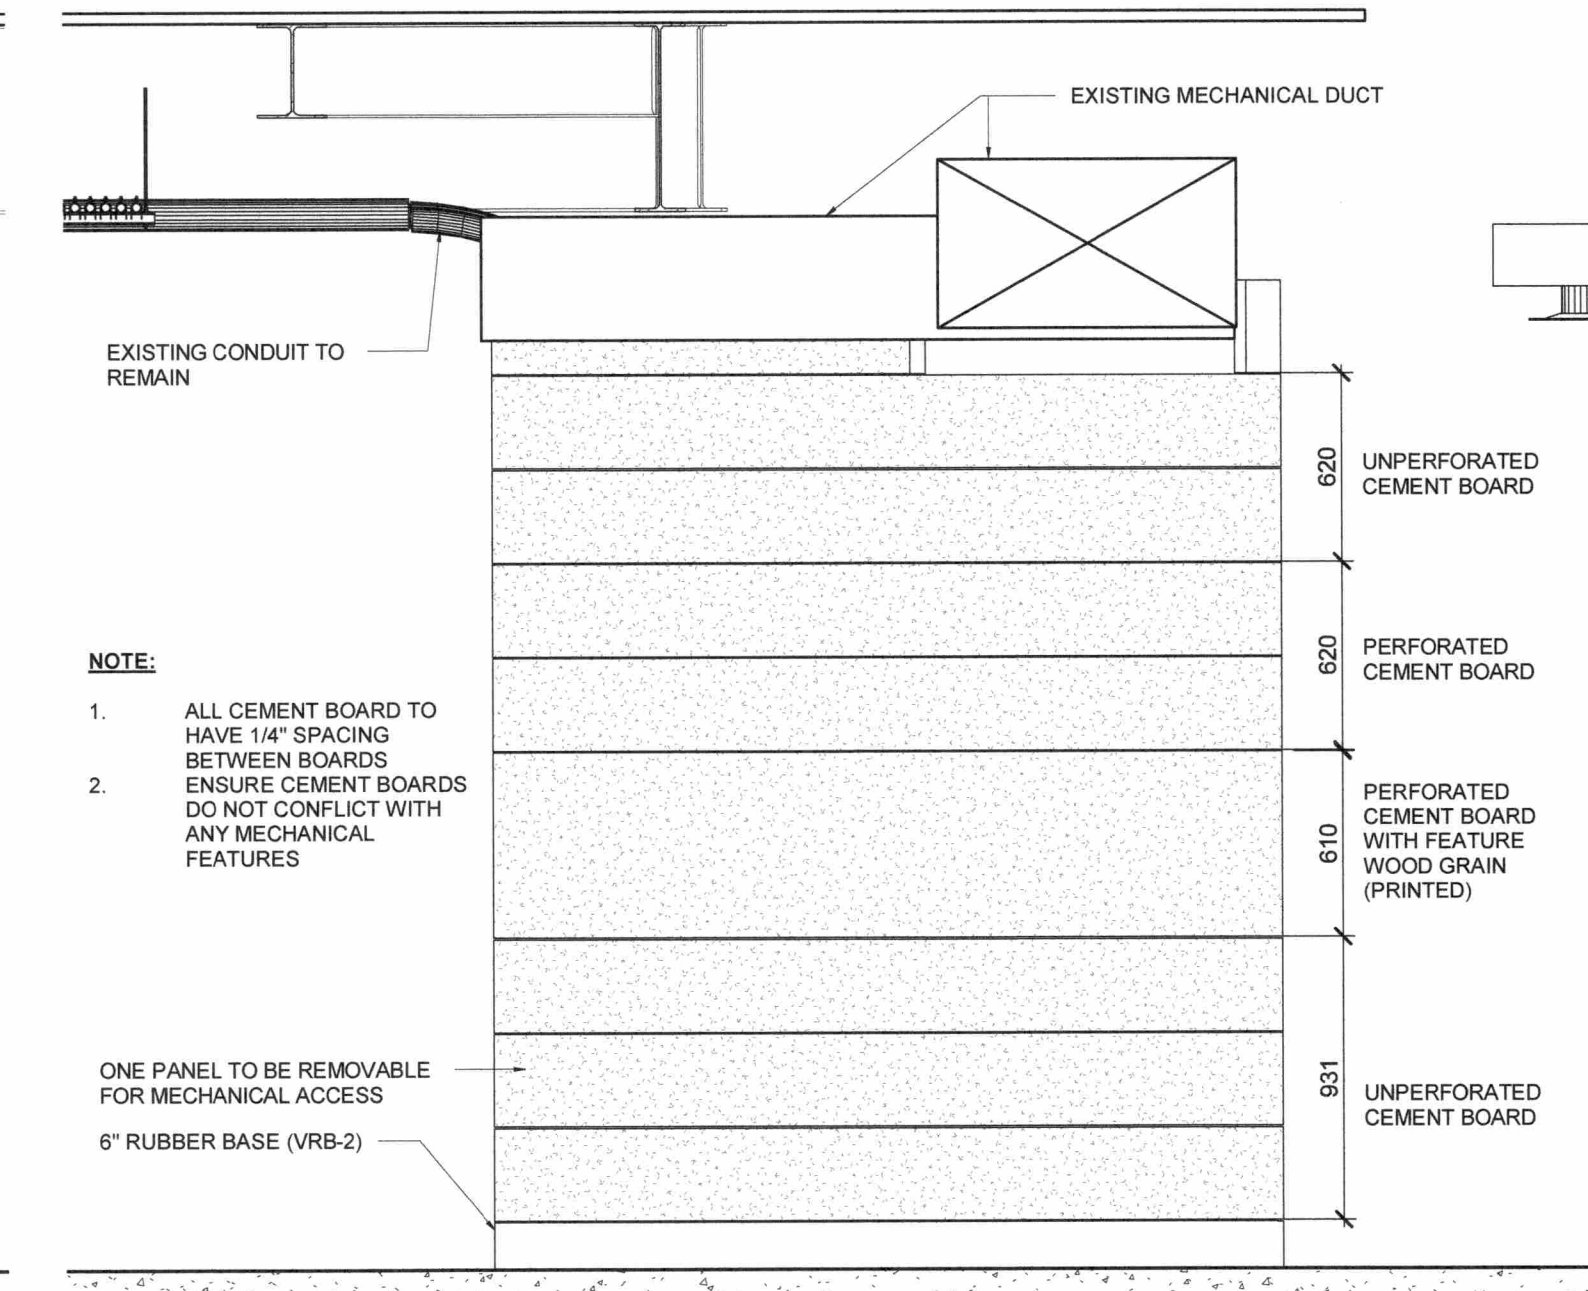 EXISTING MECHANICAL DUCT
EXISTING CONDUIT TO
REMAIN
620
UNPERFORATED
CEMENT BOARD
620
PERFORATED
CEMENT BOARD
NOTE:
1. ALL CEMENT BOARD TO
HAVE 1/4" SPACING
BETWEEN BOARDS
2. ENSURE CEMENT BOARDS
DO NOT CONFLICT WITH
ANY MECHANICAL
FEATURES
610
PERFORATED
CEMENT BOARD
WITH FEATURE
WOOD GRAIN
(PRINTED)
ONE PANEL TO BE REMOVABLE
FOR MECHANICAL ACCESS
6" RUBBER BASE (VRB-2)
931
UNPERFORATED
CEMENT BOARD